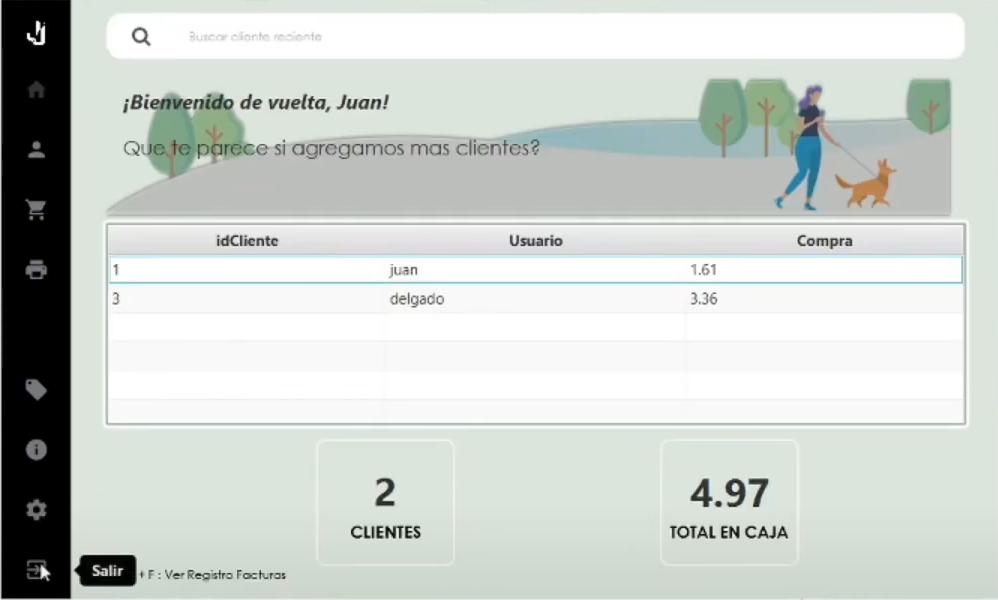 Buscar cliente reciente
¡Bienvenido de vuelta, Juan!
Que te parece si agregamos mas clientes?
idCliente Usuario Compra
1 juan 1.61
3 delgado 3.36
2
CLIENTES
4.97
TOTAL EN CAJA
Salir
+ F : Ver Registro Facturas